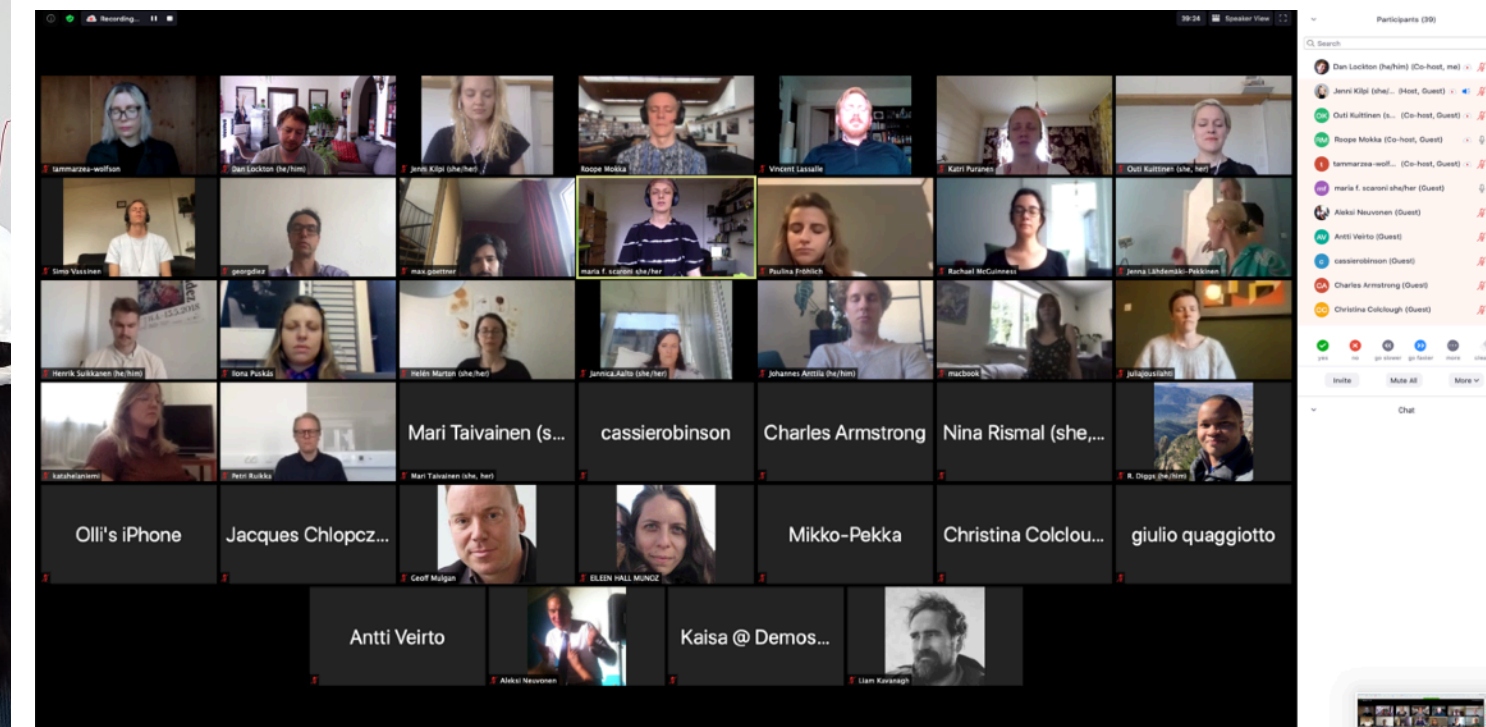 Recording...
39:24
Speaker View
tammarzea-wolfson
Dan Lockton (he/him)
Jenni Kilpi (she/her)
Roope Mokka
Vincent Lassalle
Katri Puranen
Outi Kuittinen (she, her)
Simo Vassinen
georgdiez
max.goettner
maria f. scaroni she/her
Paulina Fröhlich
Rachael McGuinness
Jenna Lähdemäki-Pekkinen
Henrik Suikkanen (he/him)
Ilona Puskás
Helén Marton (she/her)
Jannica.Aalto (she/her)
Johannes Anttila (he/him)
macbook
juliajousilahti
katahelaniemi
Petri Ruikka
Mari Taivainen (s...
Mari Taivainen (she, her)
cassierobinson
Charles Armstrong
Nina Rismal (she,...
R. Diggs (he/him)
Olli's iPhone
Jacques Chlopcz...
Geoff Mulgan
EILEEN HALL MUNOZ
Mikko-Pekka
Christina Colclou...
giulio quaggiotto
Antti Veirto
Aleksi Neuvonen
Kaisa @ Demos...
Liam Kavanagh
Participants (39)
Search
Dan Lockton (he/him) (Co-host, me)
Jenni Kilpi (she/... (Host, Guest)
OK Outi Kuittinen (s... (Co-host, Guest)
RM Roope Mokka (Co-host, Guest)
t tammarzea-wolf... (Co-host, Guest)
mf maria f. scaroni she/her (Guest)
Aleksi Neuvonen (Guest)
AV Antti Veirto (Guest)
c cassierobinson (Guest)
CA Charles Armstrong (Guest)
CC Christina Colclough (Guest)
yes
no
go slower
go faster
more
Invite
Mute All
More
Chat